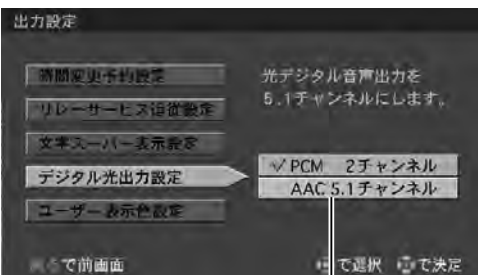 出力設定
時間変更予約設定
リレーサービス追従設定
文字スーパー表示設定
デジタル光出力設定
ユーザー表示色設定
光デジタル音声出力を
5.1チャンネルにします。
✓PCM 2チャンネル
AAC 5.1チャンネル
戻るで前画面
で選択 で決定